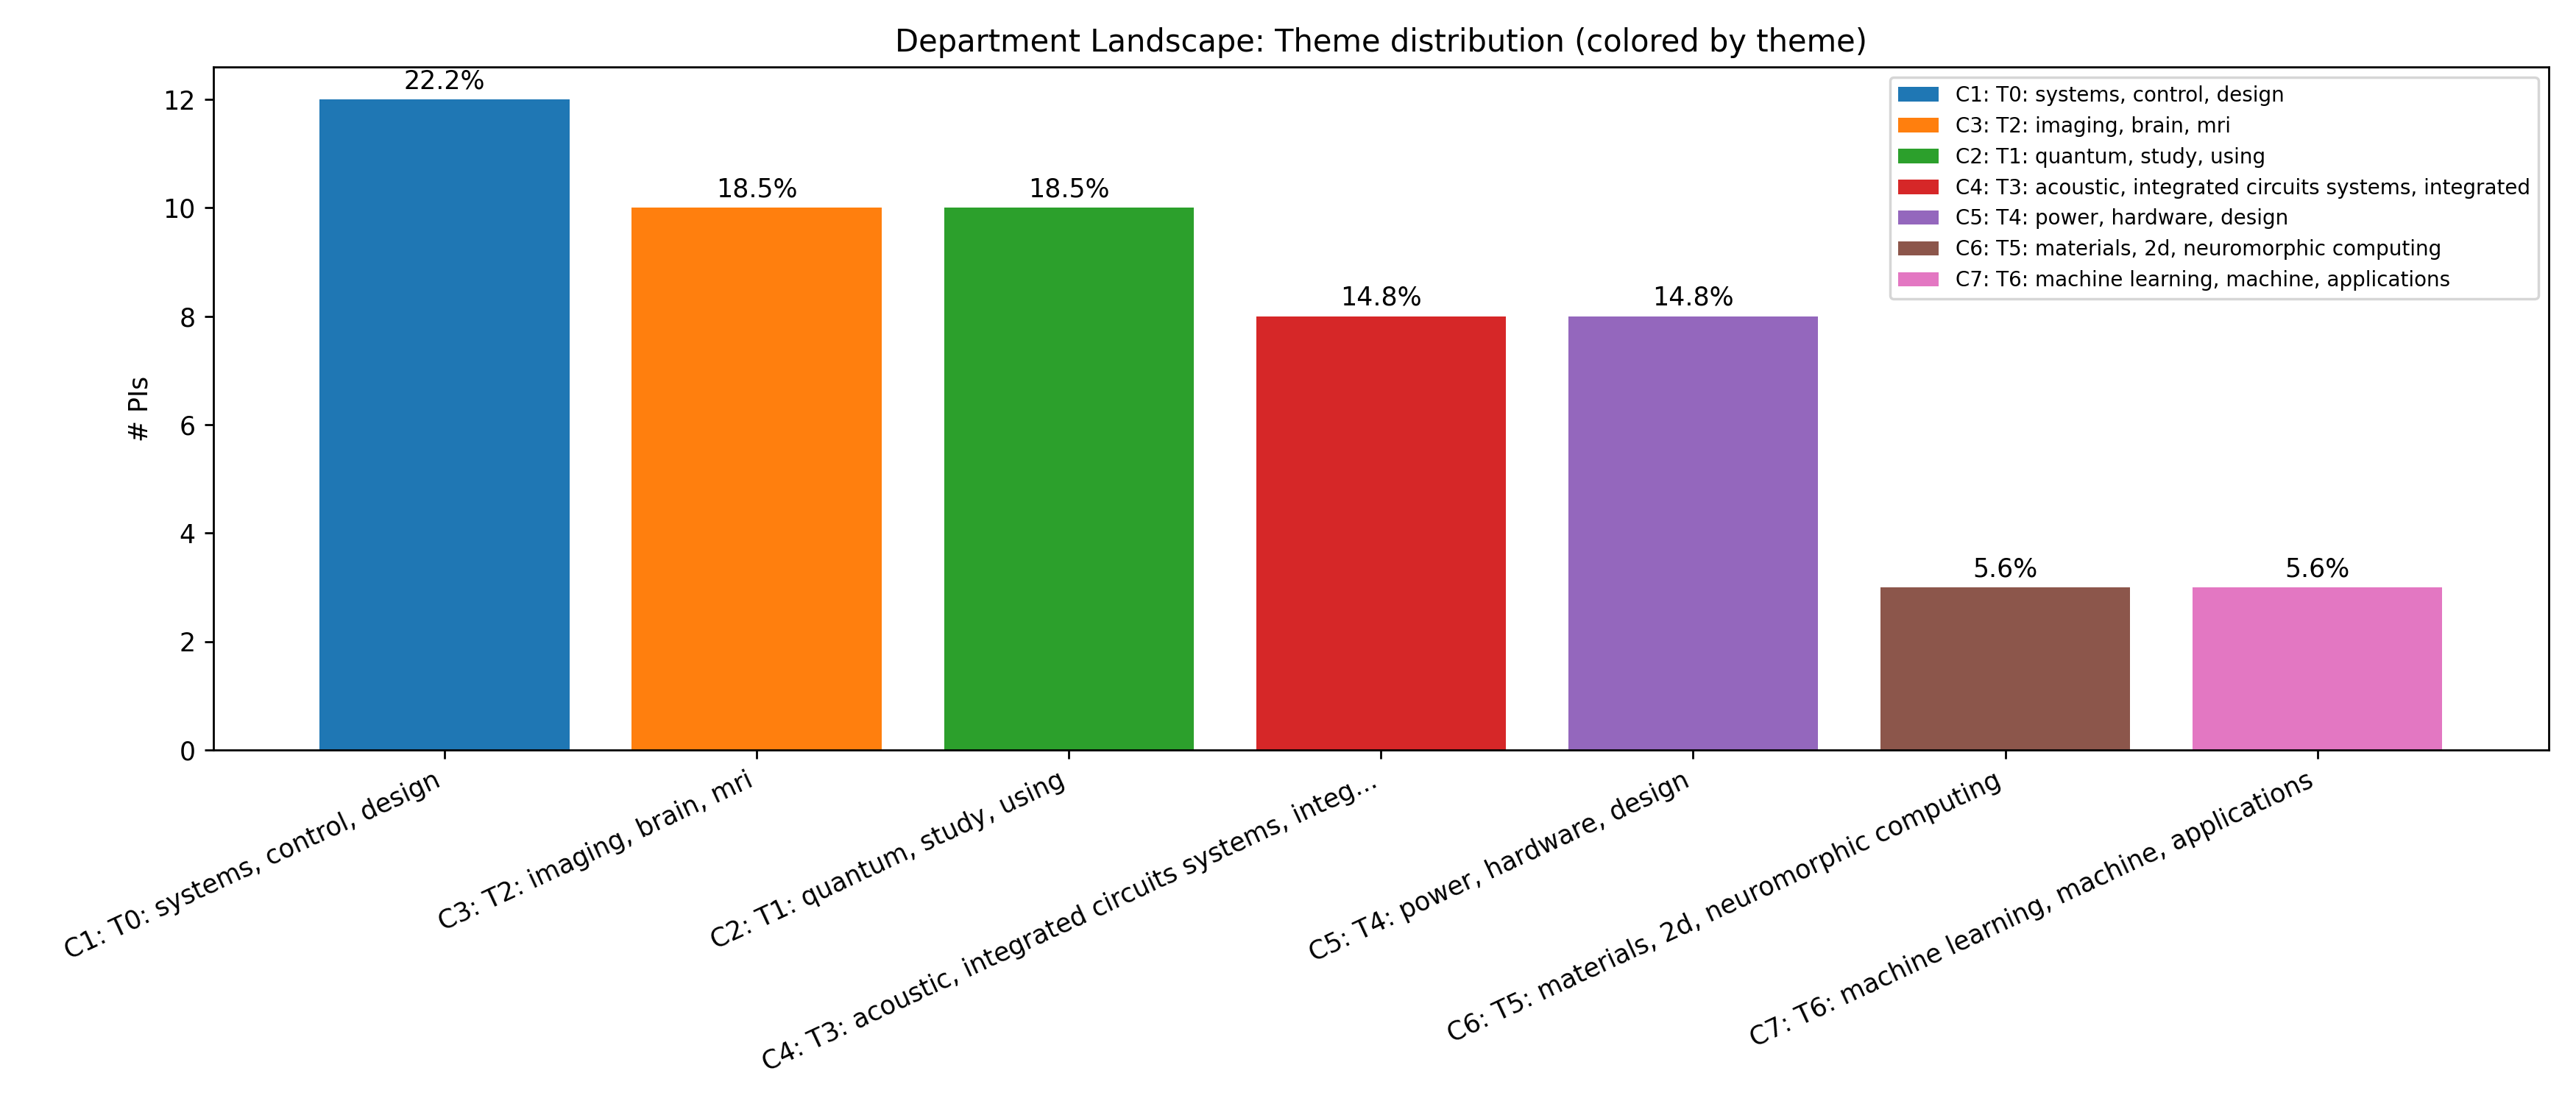 Department Landscape: Theme distribution (colored by theme)
22.2%
18.5%
18.5%
14.8%
14.8%
5.6%
5.6%
C1: T0: systems, control, design
C3: T2: imaging, brain, mri
C2: T1: quantum, study, using
C4: T3: acoustic, integrated circuits systems, integrated
C5: T4: power, hardware, design
C6: T5: materials, 2d, neuromorphic computing
C7: T6: machine learning, machine, applications
# PIs
12
10
8
6
4
2
0
C1: T0: systems, control, design
C3: T2: imaging, brain, mri
C2: T1: quantum, study, using
C4: T3: acoustic, integrated circuits systems, integ...
C5: T4: power, hardware, design
C6: T5: materials, 2d, neuromorphic computing
C7: T6: machine learning, machine, applications